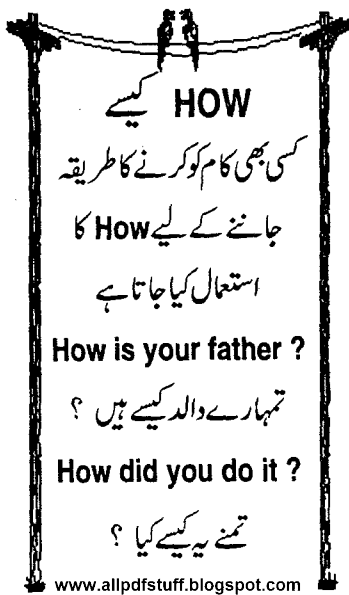 HOW کیسے
کسی بھی کام کو کرنے کا طریقہ
جاننے کے لیے How کا
استعمال کیا جاتا ہے
How is your father ?
تمہارے والد کیسے ہیں ؟
How did you do it ?
تمنے یہ کیسے کیا ؟
www.allpdfstuff.blogspot.com